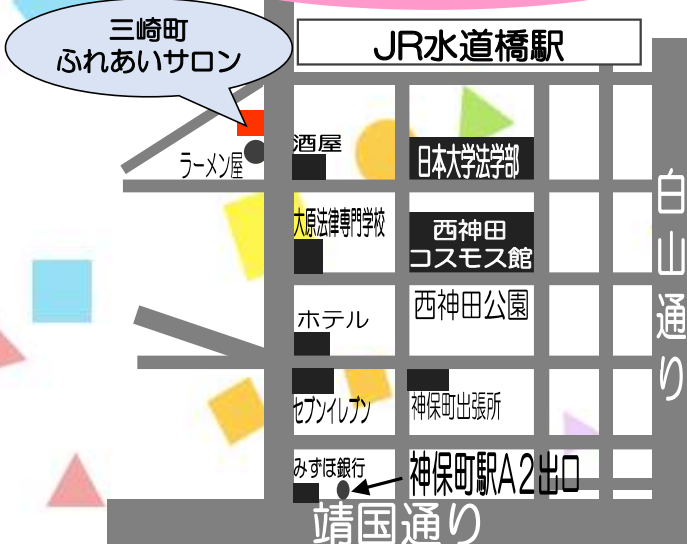 三崎町
ふれあいサロン
JR水道橋駅
酒屋
ラーメン屋
日本大学法学部
大原法律専門学校
西神田
コスモス館
白山通り
ホテル
西神田公園
セブンイレブン
神保町出張所
みずほ銀行
神保町駅A2出口
靖国通り